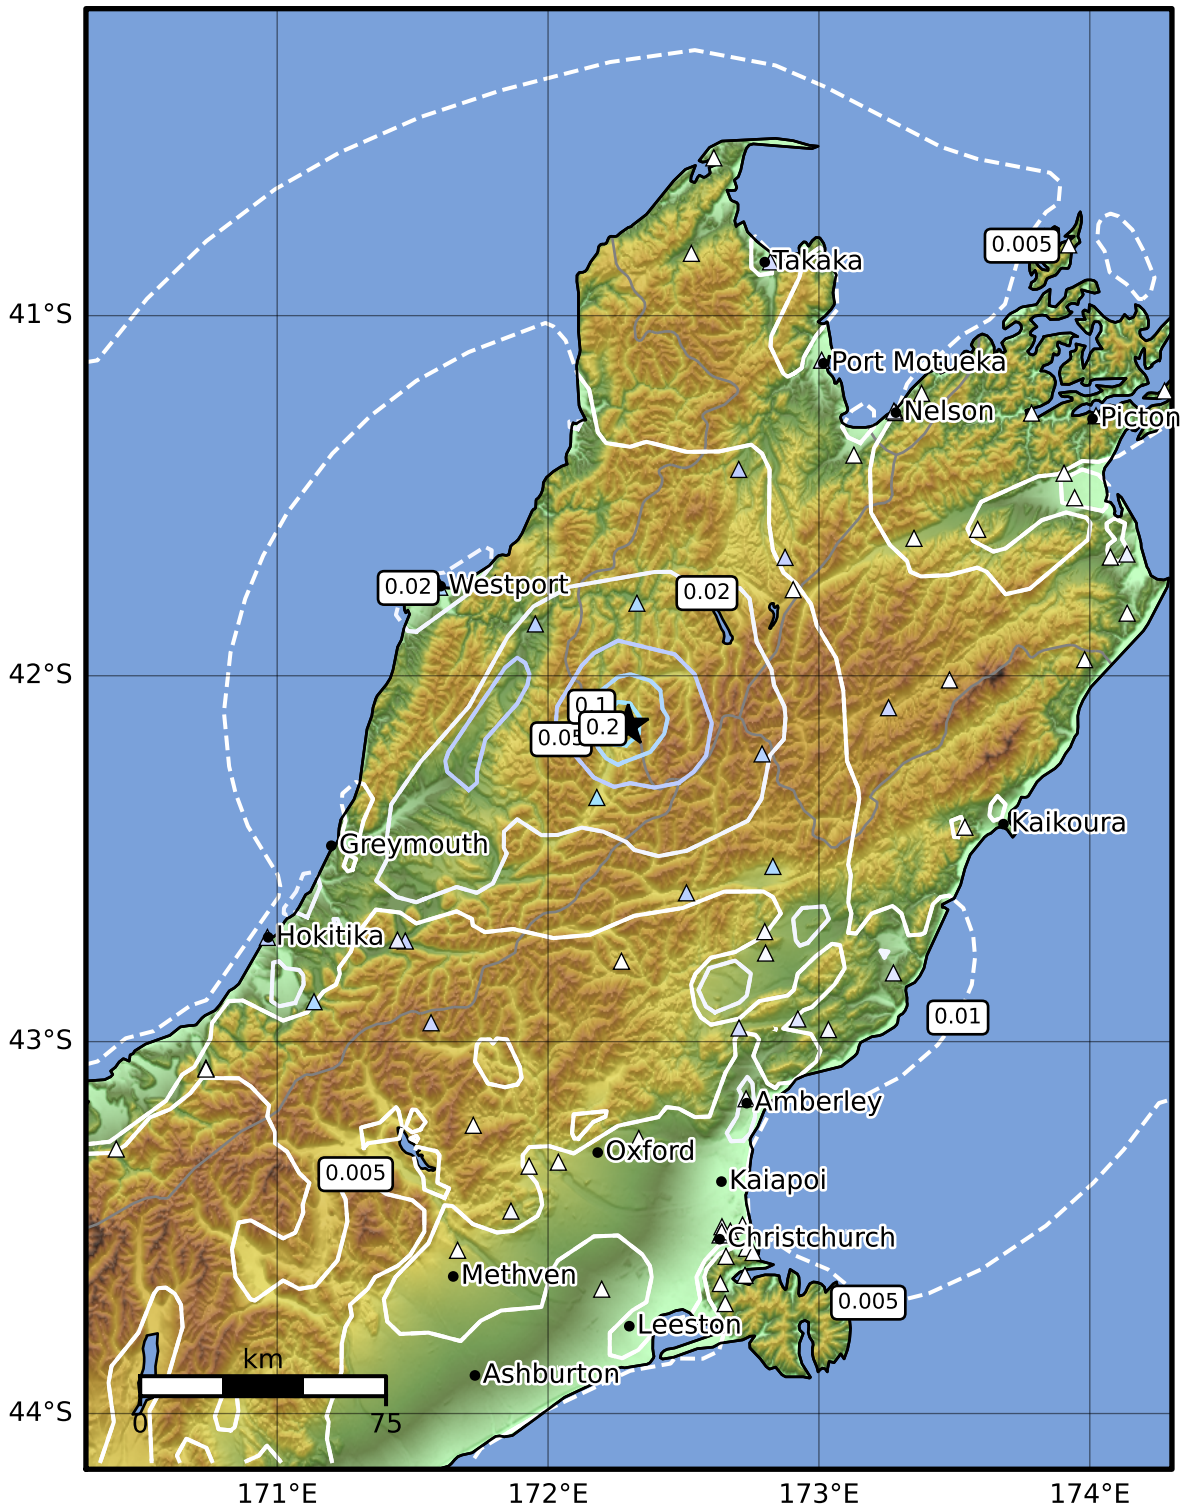 Takaka
0.005
41°S
Port Motueka
Nelson
Picton
0.02
Westport
0.02
42°S
0.1
0.2
Kaikoura
Greymouth
Hokitika
0.01
43°S
Amberley
Oxford
0.005
Kaiapoi
Christchurch
Methven
0.005
Leeston
km
Ashburton
0
75
44°S
171°E
172°E
173°E
174°E